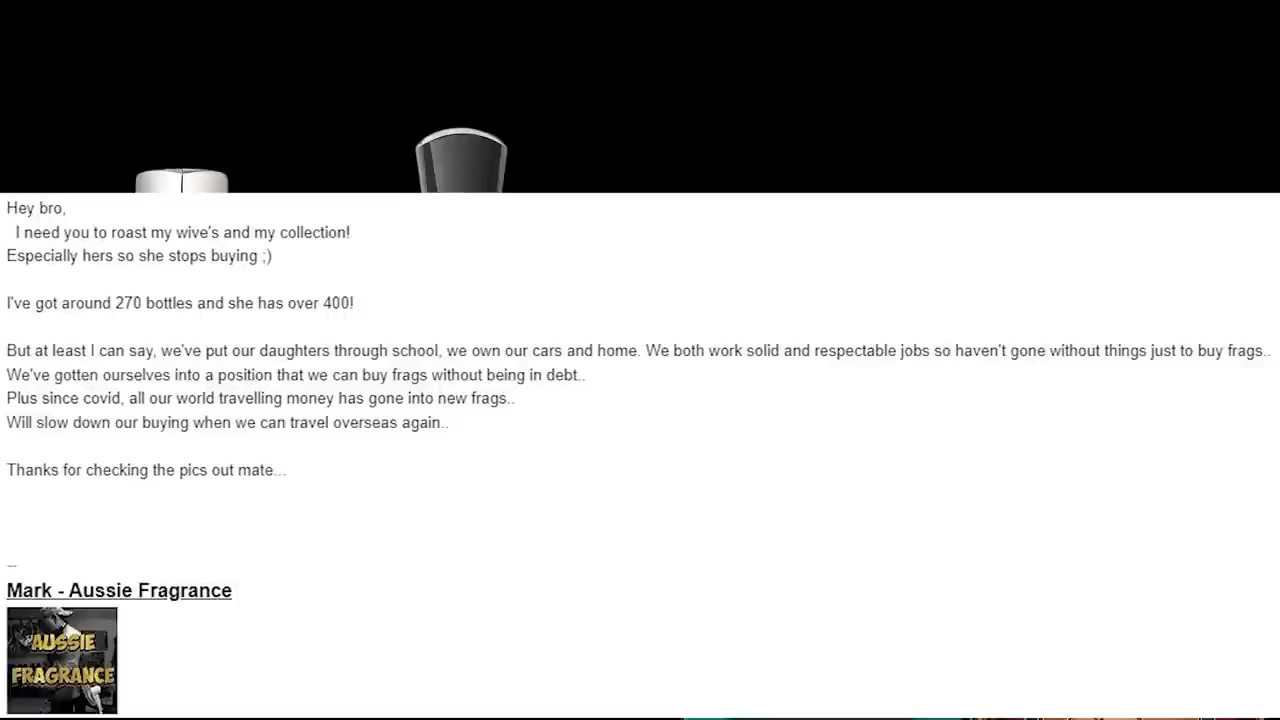 Hey bro,
I need you to roast my wive's and my collection!
Especially hers so she stops buying ;)
I've got around 270 bottles and she has over 400!
But at least I can say, we've put our daughters through school, we own our cars and home. We both work solid and respectable jobs so haven't gone without things just to buy frags..
We've gotten ourselves into a position that we can buy frags without being in debt..
Plus since covid, all our world travelling money has gone into new frags..
Will slow down our buying when we can travel overseas again..
Thanks for checking the pics out mate...
--
Mark - Aussie Fragrance
AUSSIE
FRAGRANCE